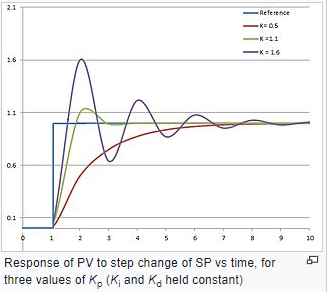 2.1
Reference
K= 0.5
K =1.1
K = 1.6
1.6
1.1
0.6
0.1
0 1 2 3 4 5 6 7 8 9 10
Response of PV to step change of SP vs time, for
three values of Kp (Ki and Kd held constant)